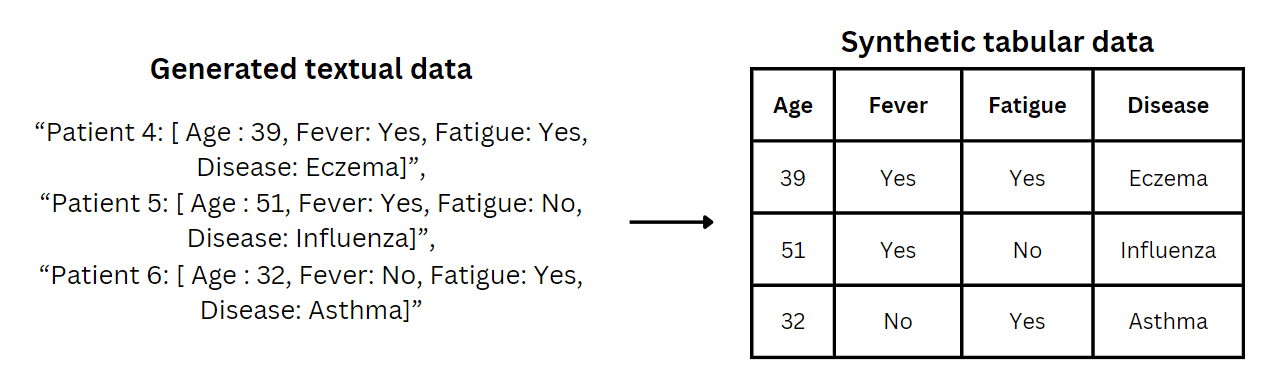 Generated textual data
“Patient 4: [ Age : 39, Fever: Yes, Fatigue: Yes,
Disease: Eczema]”,
“Patient 5: [ Age : 51, Fever: Yes, Fatigue: No,
Disease: Influenza]”,
“Patient 6: [ Age : 32, Fever: No, Fatigue: Yes,
Disease: Asthma]”
Synthetic tabular data
Age Fever Fatigue Disease
39 Yes Yes Eczema
51 Yes No Influenza
32 No Yes Asthma